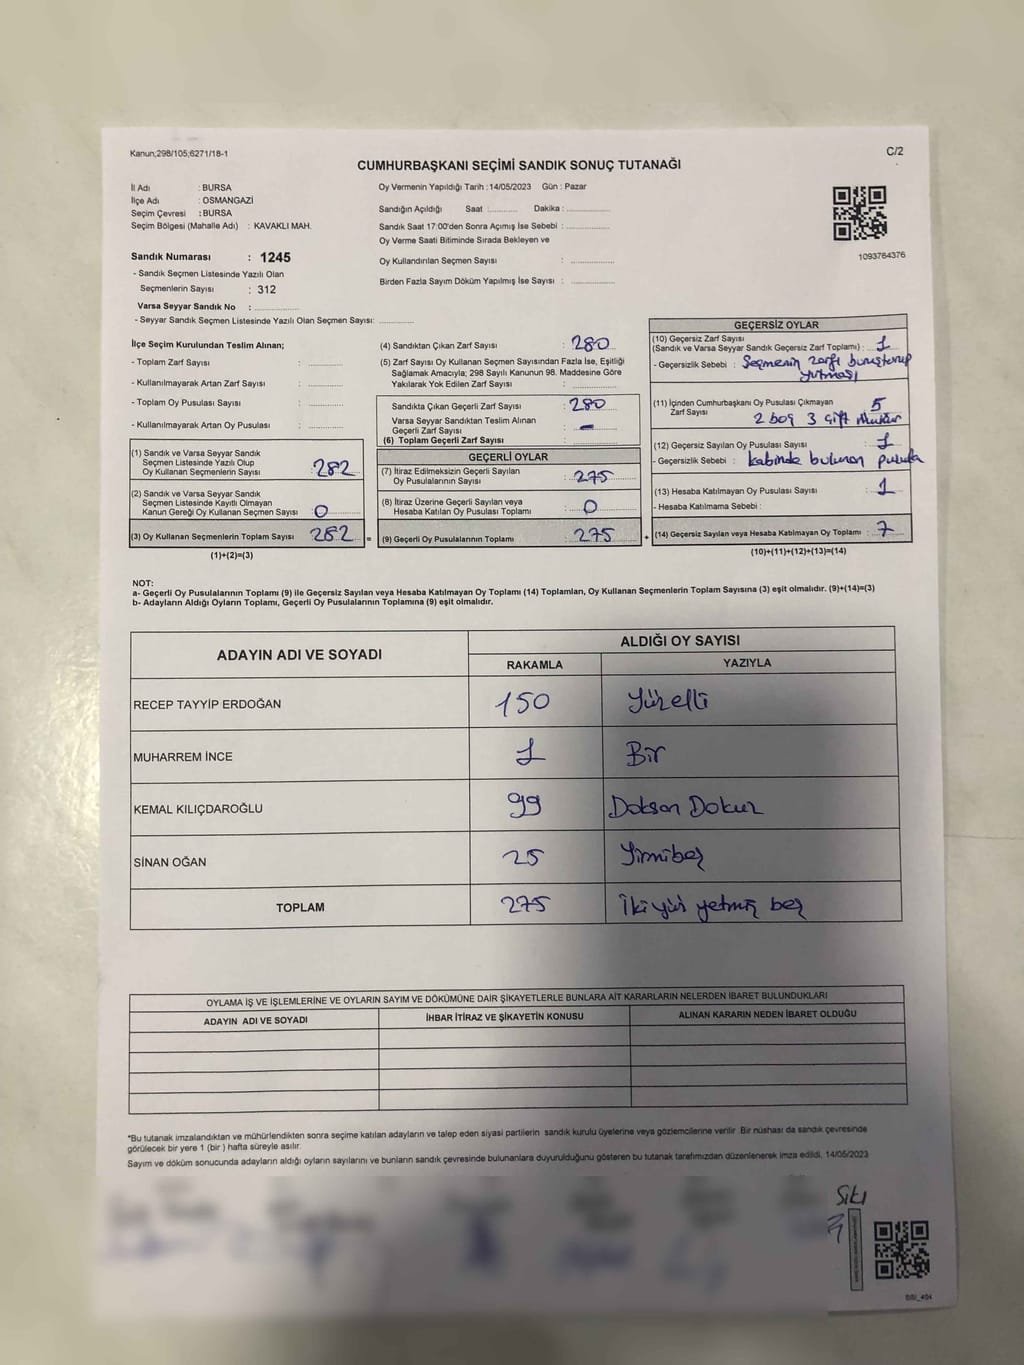 Kanun;298/105;6271/18-1
C/2
CUMHURBAŞKANI SEÇİMİ SANDIK SONUÇ TUTANAĞI
İl Adı : BURSA
İlçe Adı : OSMANGAZİ
Seçim Çevresi : BURSA
Seçim Bölgesi (Mahalle Adı) : KAVAKLI MAH.
Sandık Numarası : 1245
- Sandık Seçmen Listesinde Yazılı Olan
Seçmenlerin Sayısı : 312
Varsa Seyyar Sandık No :
- Seyyar Sandık Seçmen Listesinde Yazılı Olan Seçmen Sayısı:
Oy Vermenin Yapıldığı Tarih : 14/05/2023 Gün : Pazar
Sandığın Açıldığı Saat : Dakika :
Sandık Saat 17:00'den Sonra Açımış İse Sebebi :
Oy Verme Saati Bitiminde Sırada Bekleyen ve
Oy Kullandırılan Seçmen Sayısı :
Birden Fazla Sayım Döküm Yapılmış İse Sayısı :
1093764376
İlçe Seçim Kurulundan Teslim Alınan;
- Toplam Zarf Sayısı :
- Kullanılmayarak Artan Zarf Sayısı :
- Toplam Oy Pusulası Sayısı :
- Kullanılmayarak Artan Oy Pusulası :
(1) Sandık ve Varsa Seyyar Sandık
Seçmen Listesinde Yazılı Olup
Oy Kullanan Seçmenlerin Sayısı : 282
(2) Sandık ve Varsa Seyyar Sandık
Seçmen Listesinde Kayıtlı Olmayan
Kanun Gereği Oy Kullanan Seçmen Sayısı : 0
(3) Oy Kullanan Seçmenlerin Toplam Sayısı : 282
(1)+(2)=(3)
(4) Sandıktan Çıkan Zarf Sayısı : 280
(5) Zarf Sayısı Oy Kullanan Seçmen Sayısından Fazla İse, Eşitliği
Sağlamak Amacıyla; 298 Sayılı Kanunun 98. Maddesine Göre
Yakılarak Yok Edilen Zarf Sayısı :
Sandıkta Çıkan Geçerli Zarf Sayısı : 280
Varsa Seyyar Sandıktan Teslim Alınan
Geçerli Zarf Sayısı : -
(6) Toplam Geçerli Zarf Sayısı :
=
GEÇERLİ OYLAR
(7) İtiraz Edilmeksizin Geçerli Sayılan
Oy Pusulalarının Sayısı : 275
(8) İtiraz Üzerine Geçerli Sayılan veya
Hesaba Katılan Oy Pusulası Toplamı : 0
(9) Geçerli Oy Pusulalarının Toplamı : 275
+
GEÇERSİZ OYLAR
(10) Geçersiz Zarf Sayısı
(Sandık ve Varsa Seyyar Sandık Geçersiz Zarf Toplamı) : 1
- Geçersizlik Sebebi : Seçmenin zarfı buruşturup
yutması
(11) İçinden Cumhurbaşkanı Oy Pusulası Çıkmayan
Zarf Sayısı : 5
2 boş 3 çift mühür
(12) Geçersiz Sayılan Oy Pusulası Sayısı : 1
- Geçersizlik Sebebi : kabinde bulunan pusula
(13) Hesaba Katılmayan Oy Pusulası Sayısı : 1
- Hesaba Katılmama Sebebi :
(14) Geçersiz Sayılan veya Hesaba Katılmayan Oy Toplamı : 7
(10)+(11)+(12)+(13)=(14)
NOT:
a- Geçerli Oy Pusulalarının Toplamı (9) ile Geçersiz Sayılan veya Hesaba Katılmayan Oy Toplamı (14) Toplamları, Oy Kullanan Seçmenlerin Toplam Sayısına (3) eşit olmalıdır. (9)+(14)=(3)
b- Adayların Aldığı Oyların Toplamı, Geçerli Oy Pusulalarının Toplamına (9) eşit olmalıdır.
ADAYIN ADI VE SOYADI
ALDIĞI OY SAYISI
RAKAMLA YAZIYLA
RECEP TAYYİP ERDOĞAN 150 Yüzelli
MUHARREM İNCE 1 Bir
KEMAL KILIÇDAROĞLU 99 Doksan Dokuz
SİNAN OĞAN 25 Yirmibeş
TOPLAM 275 İkiyüz yetmiş beş
OYLAMA İŞ VE İŞLEMLERİNE VE OYLARIN SAYIM VE DÖKÜMÜNE DAİR ŞİKAYETLERLE BUNLARA AİT KARARLARIN NELERDEN İBARET BULUNDUKLARI
ADAYIN ADI VE SOYADI İHBAR İTİRAZ VE ŞİKAYETİN KONUSU ALINAN KARARIN NEDEN İBARET OLDUĞU
*Bu tutanak imzalandıktan ve mühürlendikten sonra seçime katılan adayların ve talep eden siyasi partilerin sandık kurulu üyelerine veya gözlemcilerine verilir. Bir nüshası da sandık çevresinde
görülecek bir yere 1 (bir ) hafta süreyle asılır.
Sayım ve döküm sonucunda adayların aldığı oyların sayılarını ve bunların sandık çevresinde bulunanlara duyurulduğunu gösteren bu tutanak tarafımızdan düzenlenerek imza edildi. 14/05/2023